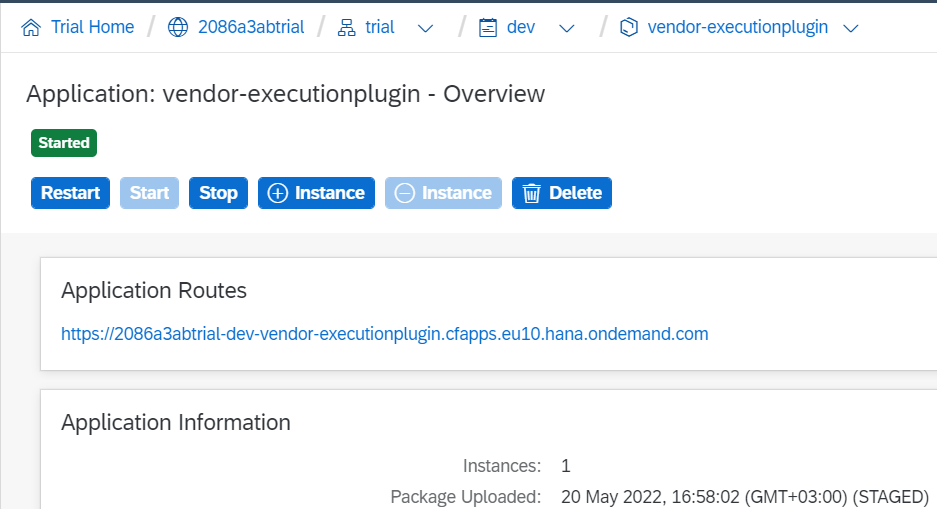 Trial Home / 2086a3abtrial / trial / dev / vendor-executionplugin
Application: vendor-executionplugin - Overview
Started
Restart Start Stop Instance Instance Delete
Application Routes
https://2086a3abtrial-dev-vendor-executionplugin.cfapps.eu10.hana.ondemand.com
Application Information
Instances: 1
Package Uploaded: 20 May 2022, 16:58:02 (GMT+03:00) (STAGED)